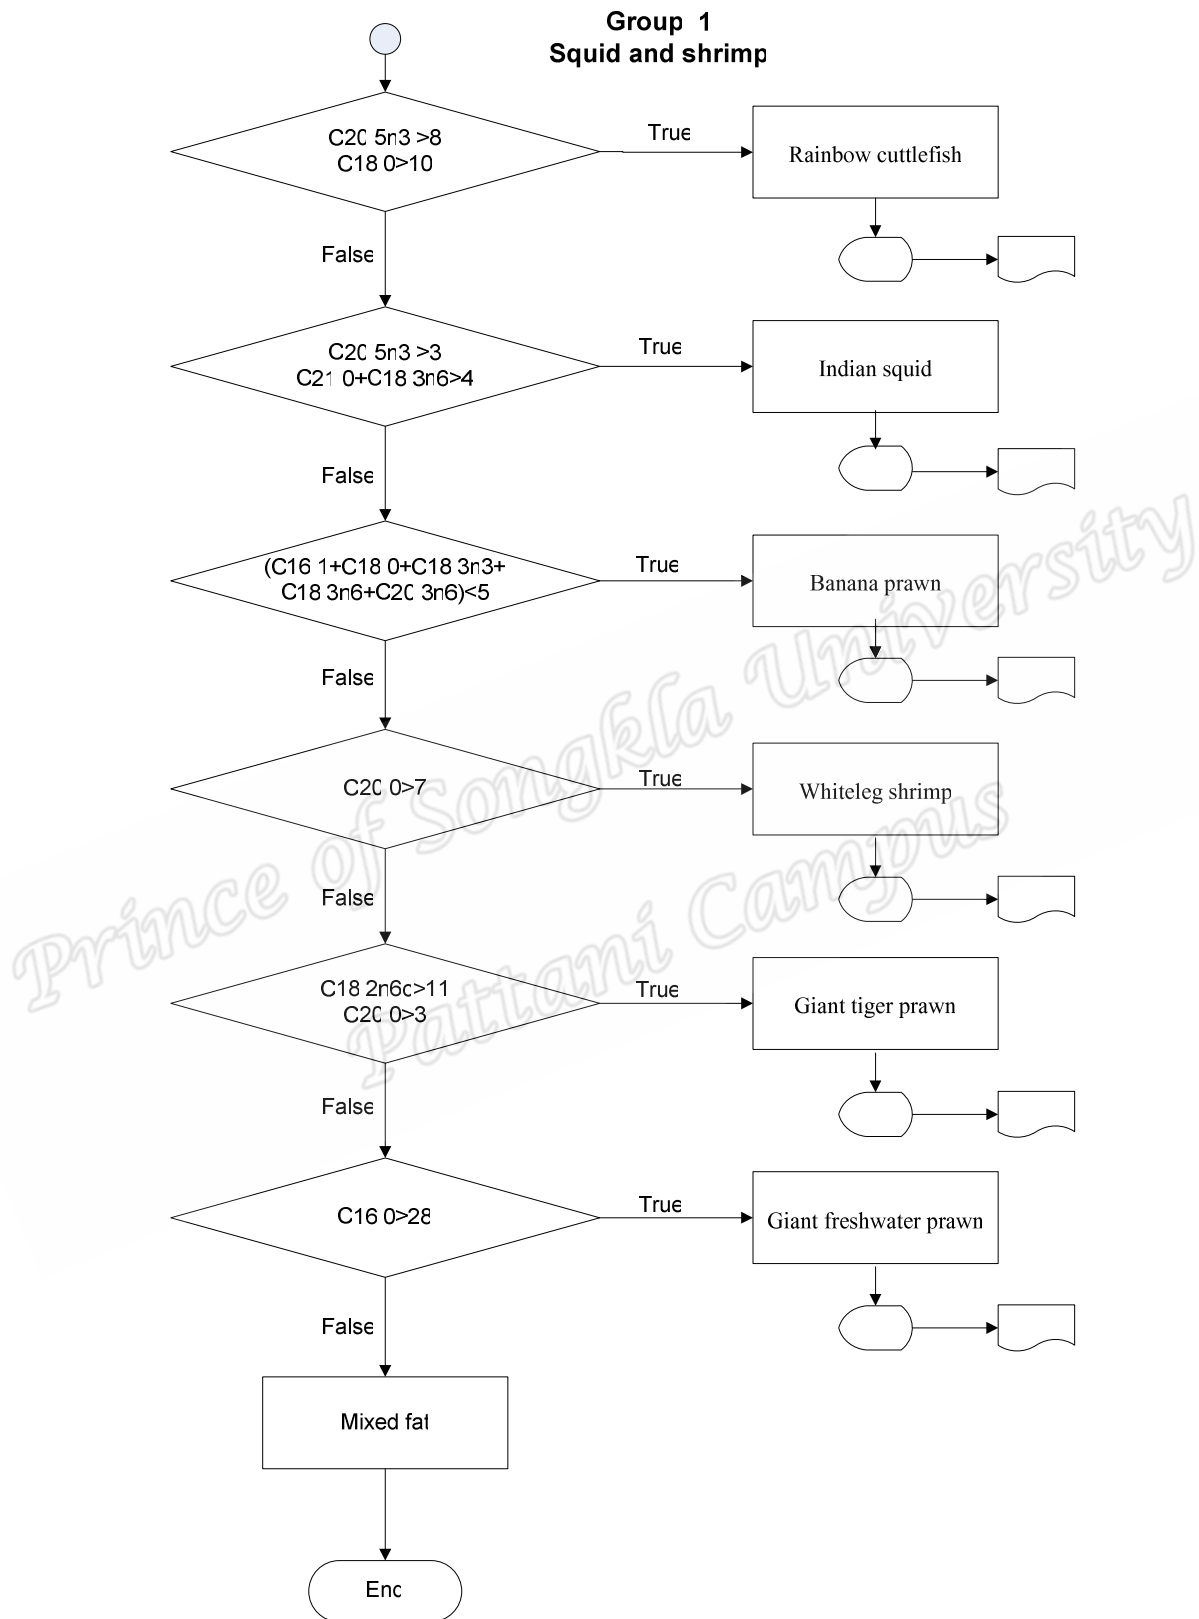 Group 1
Squid and shrimp
C20 5n3 >8
C18 0>10
True
Rainbow cuttlefish
False
C20 5n3 >3
C21 0+C18 3n6>4
True
Indian squid
False
(C16 1+C18 0+C18 3n3+
C18 3n6+C20 3n6)<5
True
Banana prawn
False
C20 0>7
True
Whiteleg shrimp
False
C18 2n6c>11
C20 0>3
True
Giant tiger prawn
False
C16 0>28
True
Giant freshwater prawn
False
Mixed fat
End
Prince of Songkla University
Pattani Campus